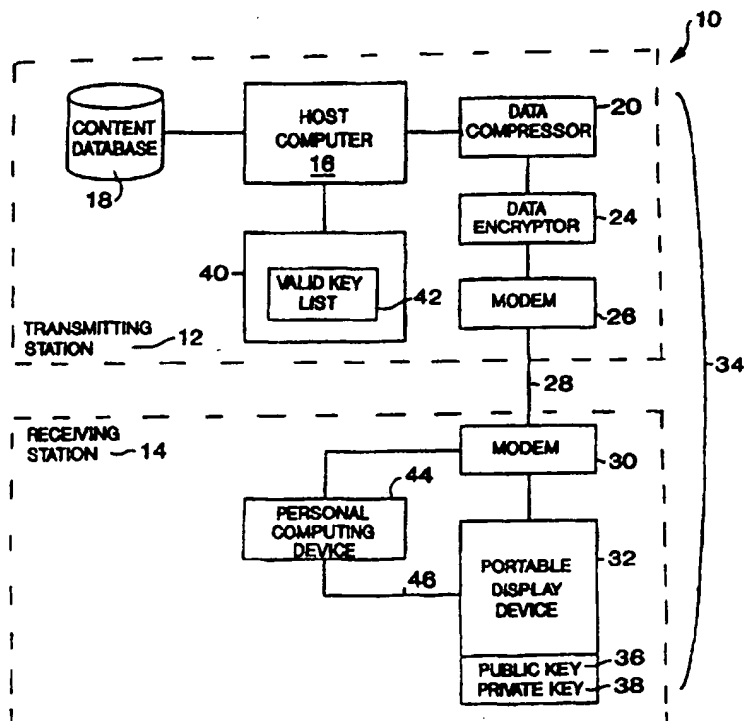 10
CONTENT
DATABASE
18
HOST
COMPUTER
16
DATA
COMPRESSOR
20
DATA
ENCRYPTOR
24
40
VALID KEY
LIST
42
MODEM
26
TRANSMITTING
STATION
12
34
28
RECEIVING
STATION
14
MODEM
30
44
PERSONAL
COMPUTING
DEVICE
46
PORTABLE
DISPLAY
DEVICE
32
PUBLIC KEY
36
PRIVATE KEY
38